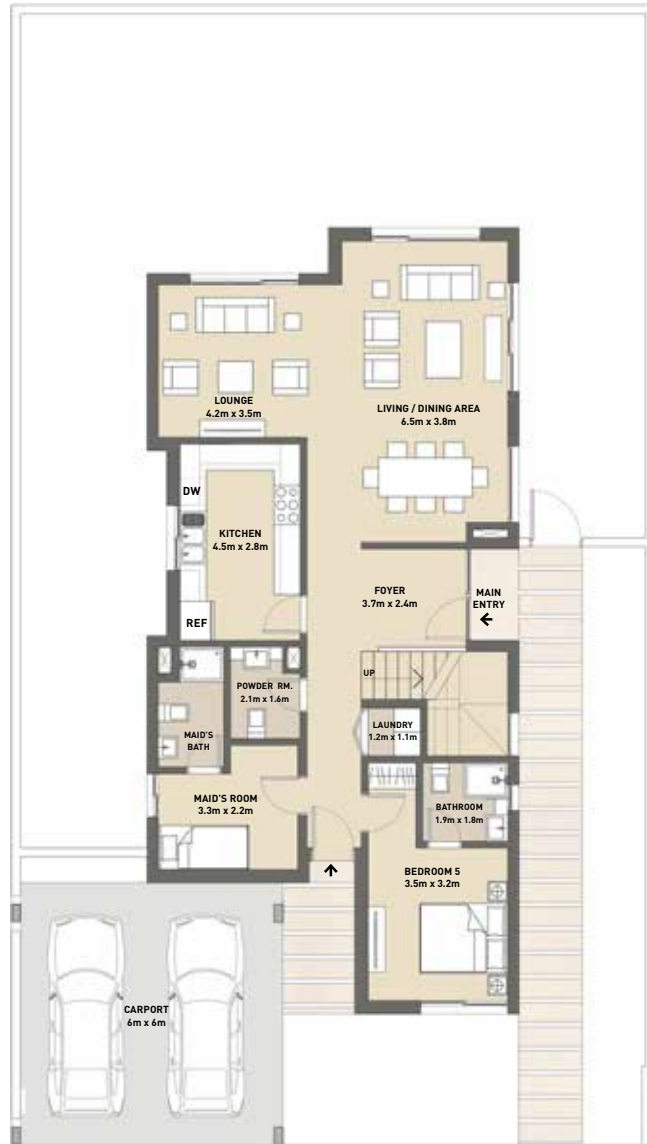 LOUNGE
4.2m x 3.5m
LIVING / DINING AREA
6.5m x 3.8m
DW
KITCHEN
4.5m x 2.8m
REF
FOYER
3.7m x 2.4m
MAIN
ENTRY
UP
POWDER RM.
2.1m x 1.6m
MAID'S
BATH
LAUNDRY
1.2m x 1.1m
MAID'S ROOM
3.3m x 2.2m
BATHROOM
1.9m x 1.8m
BEDROOM 5
3.5m x 3.2m
CARPORT
6m x 6m